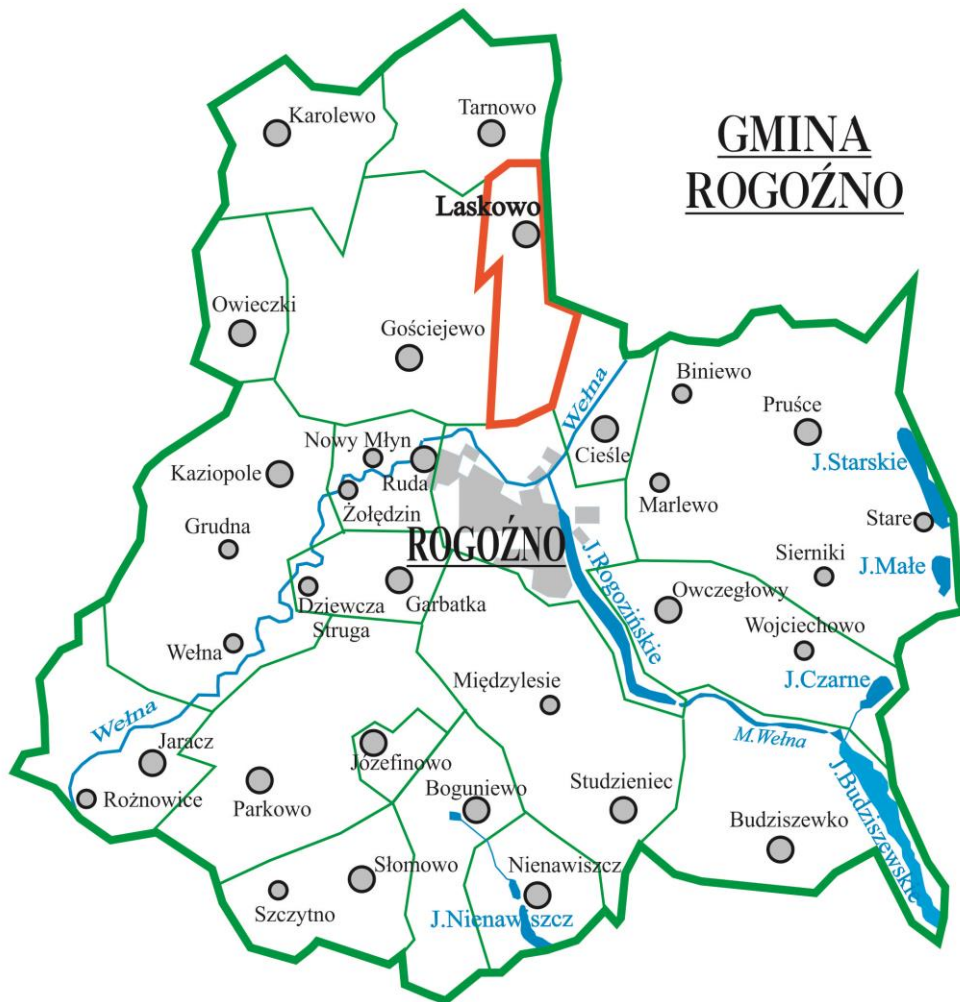 GMINA
ROGOŹNO
Karolewo
Tarnowo
Laskowo
Owieczki
Gościejewo
Wełna
Biniewo
Pruśce
Cieśle
J.Starskie
Nowy Młyn
Kaziopole
Ruda
Żołędzin
Marlewo
Stare
Grudna
ROGOŹNO
J.Rogozińskie
Sierniki
J.Małe
Dziewcza
Struga
Garbatka
Owczegłowy
Wojciechowo
Wełna
Międzylesie
J.Czarne
Wełna
M.Wełna
Jaracz
Józefinowo
Rożnowice
Parkowo
Boguniewo
Studzieniec
J.Budziszewskie
Budziszewko
Słomowo
Nienawiszcz
Szczytno
J.Nienawiszcz